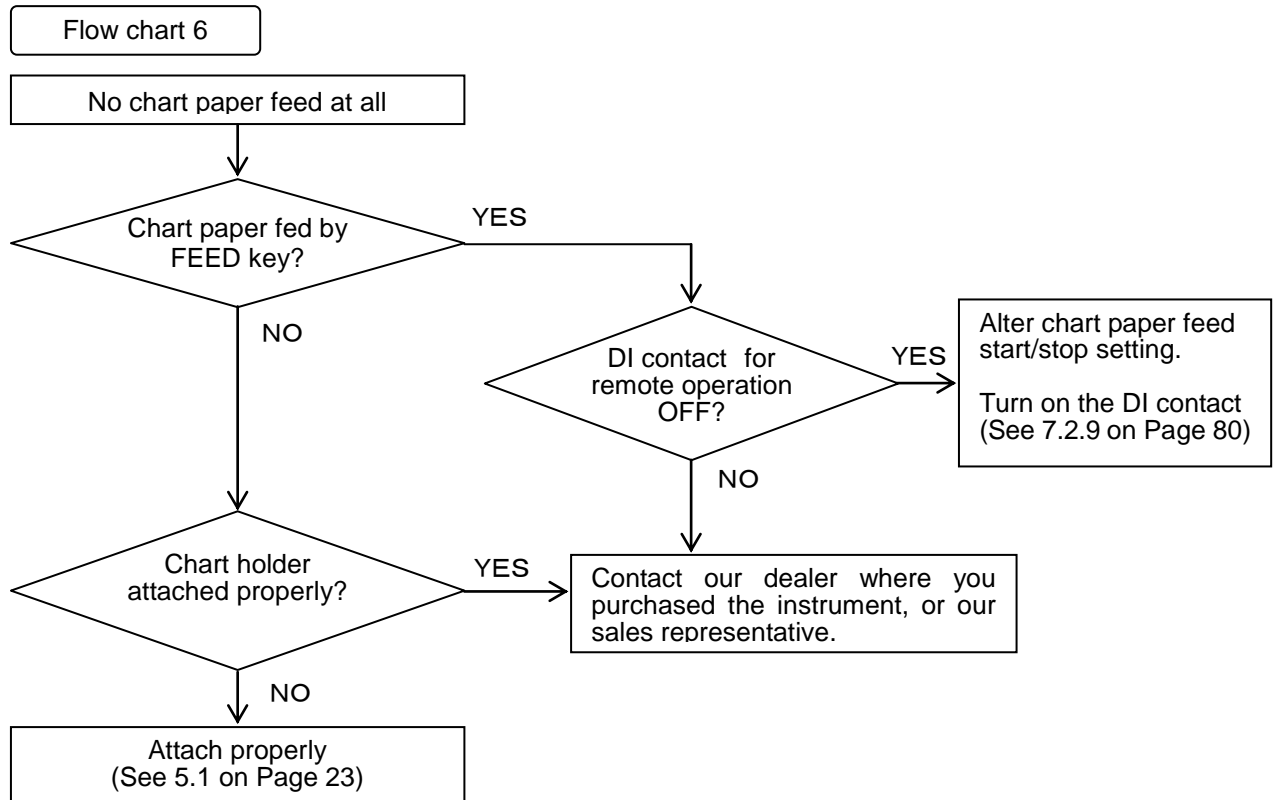 Flow chart 6
No chart paper feed at all
Chart paper fed by
FEED key?
YES
NO
DI contact for
remote operation
OFF?
YES
Alter chart paper feed
start/stop setting.
Turn on the DI contact
(See 7.2.9 on Page 80)
NO
Chart holder
attached properly?
YES
Contact our dealer where you
purchased the instrument, or our
sales representative.
NO
Attach properly
(See 5.1 on Page 23)